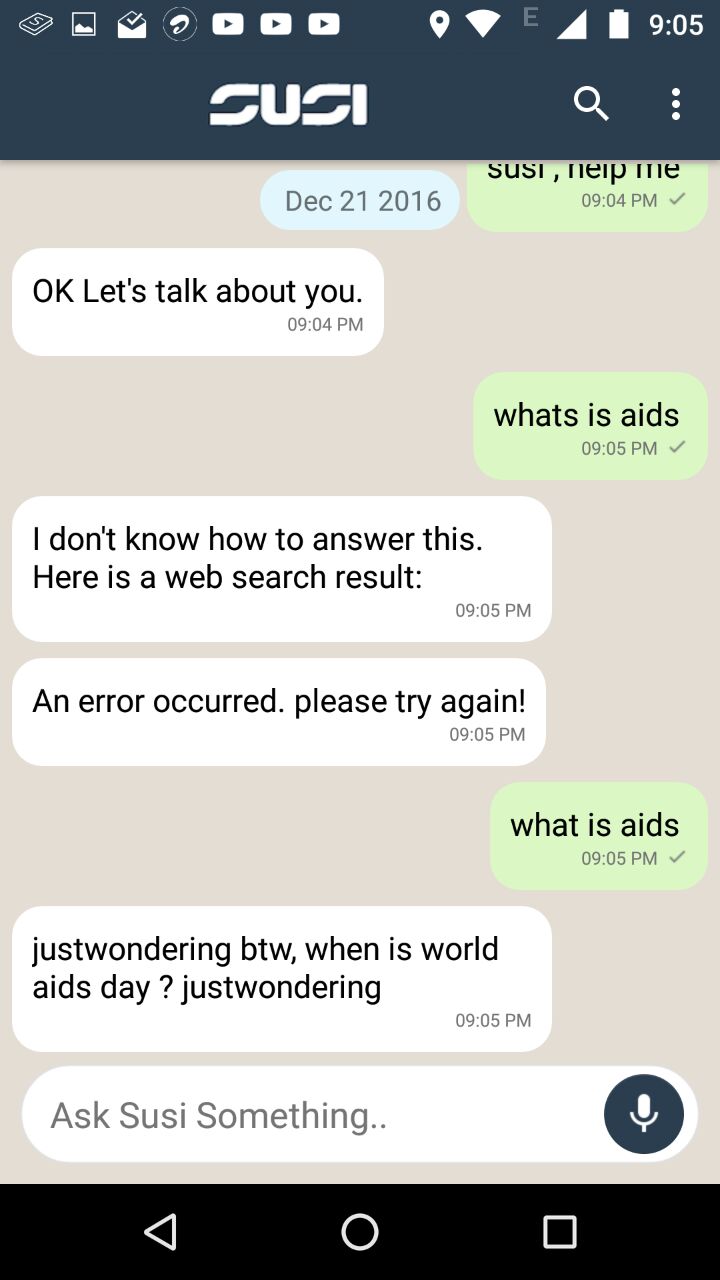 E 9:05
SUSI
susi , help me
09:04 PM
Dec 21 2016
OK Let's talk about you.
09:04 PM
whats is aids
09:05 PM
I don't know how to answer this.
Here is a web search result:
09:05 PM
An error occurred. please try again!
09:05 PM
what is aids
09:05 PM
justwondering btw, when is world
aids day ? justwondering
09:05 PM
Ask Susi Something..